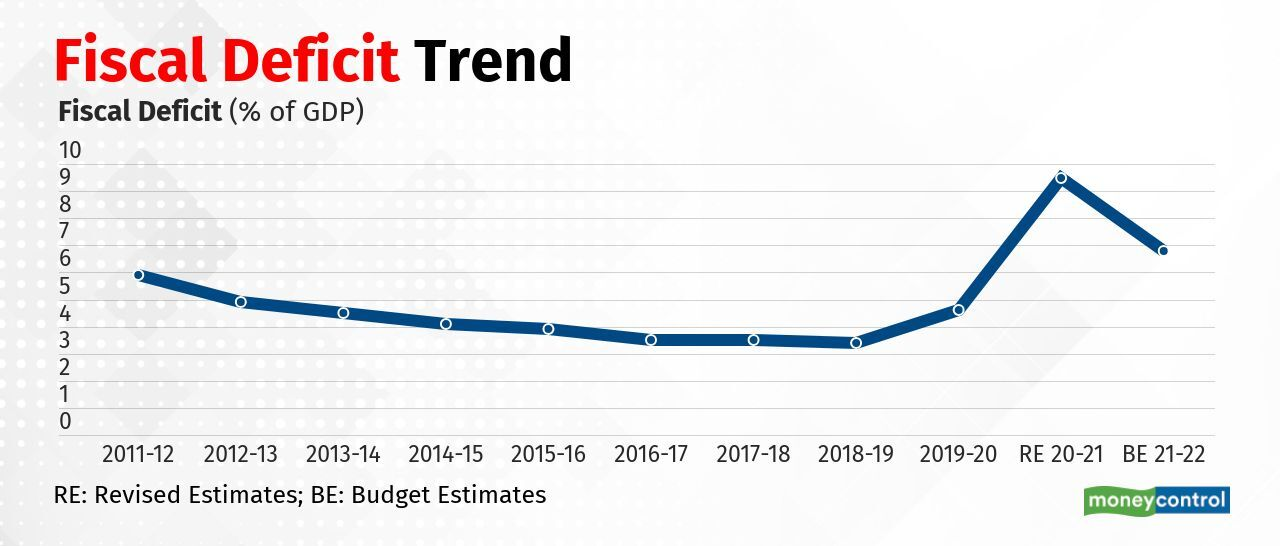 Fiscal Deficit Trend
Fiscal Deficit (% of GDP)
10
9
8
7
6
5
4
3
2
1
0
2011-12 2012-13 2013-14 2014-15 2015-16 2016-17 2017-18 2018-19 2019-20 RE 20-21 BE 21-22
RE: Revised Estimates; BE: Budget Estimates
moneycontrol